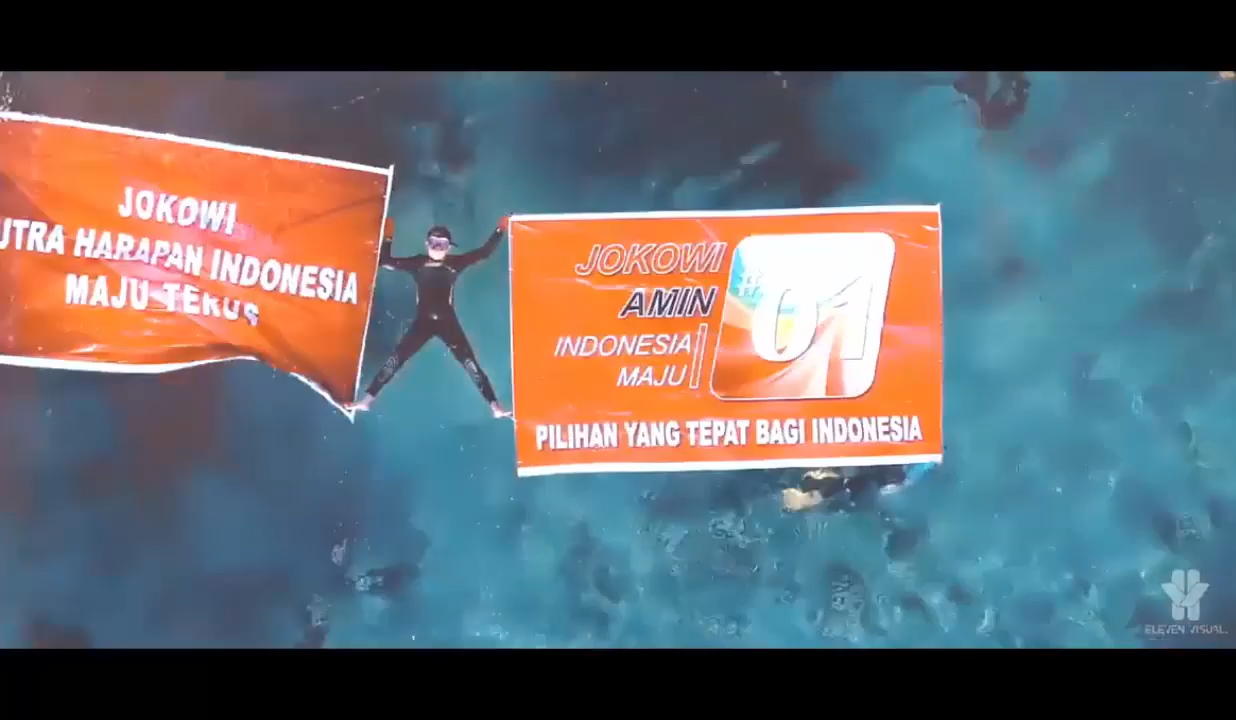 JOKOWI
UTRA HARAPAN INDONESIA
MAJU TERUS
JOKOWI
AMIN
INDONESIA
MAJU
#01
PILIHAN YANG TEPAT BAGI INDONESIA
ELEVEN VISUAL